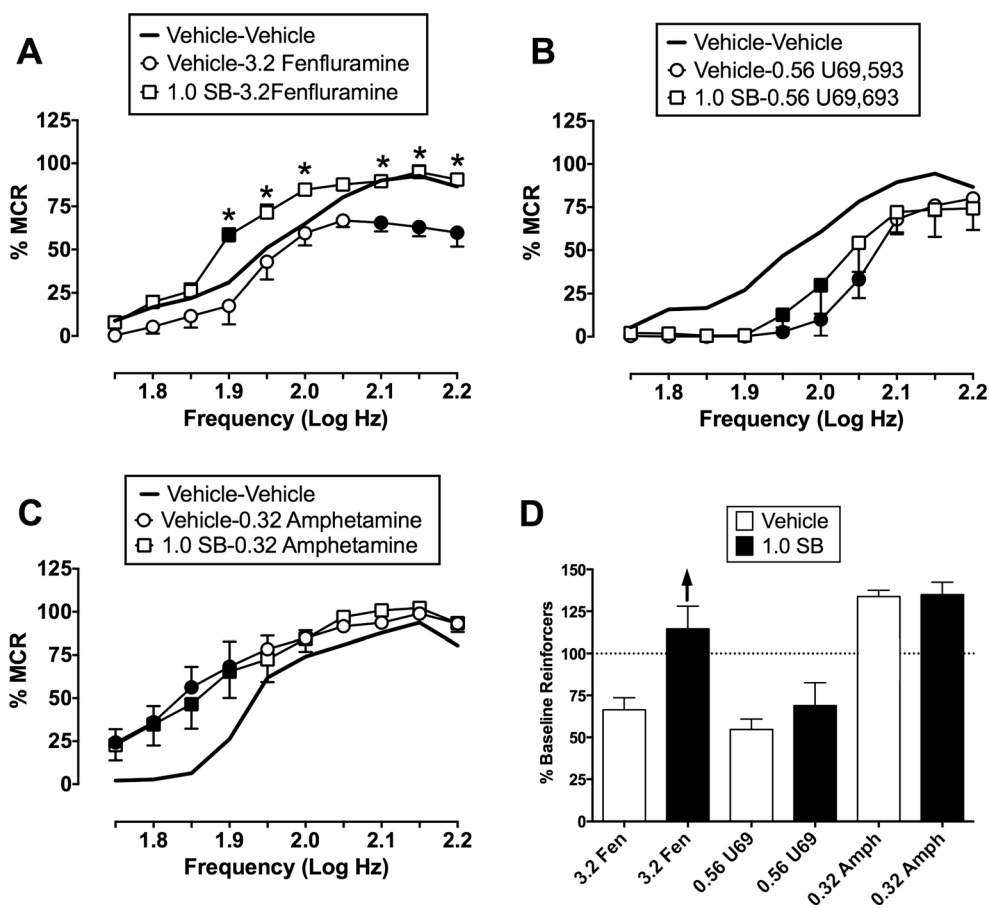 A
Vehicle-Vehicle
Vehicle-3.2 Fenfluramine
1.0 SB-3.2Fenfluramine
125
100
75
50
25
0
% MCR
* * * * * *
1.8 1.9 2.0 2.1 2.2
Frequency (Log Hz)
B
Vehicle-Vehicle
Vehicle-0.56 U69,593
1.0 SB-0.56 U69,693
125
100
75
50
25
0
% MCR
1.8 1.9 2.0 2.1 2.2
Frequency (Log Hz)
C
Vehicle-Vehicle
Vehicle-0.32 Amphetamine
1.0 SB-0.32 Amphetamine
125
100
75
50
25
0
% MCR
1.8 1.9 2.0 2.1 2.2
Frequency (Log Hz)
D
Vehicle
1.0 SB
150
125
100
75
50
25
0
% Baseline Reinforcers
3.2 Fen
3.2 Fen
0.56 U69
0.56 U69
0.32 Amph
0.32 Amph